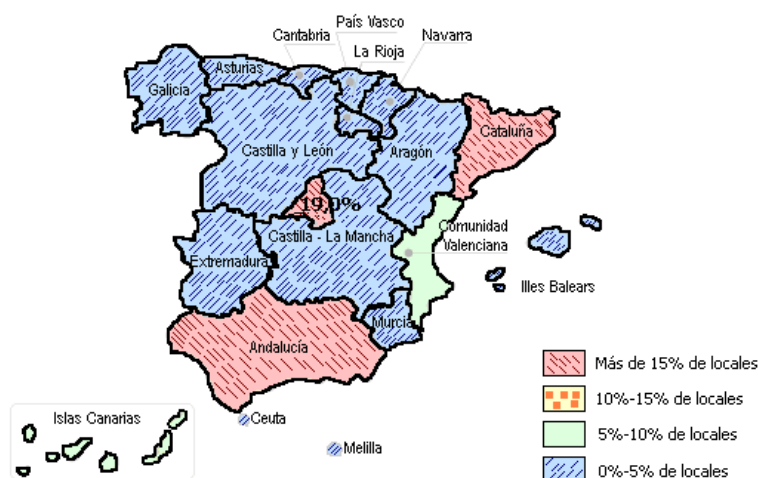 País Vasco
Cantabria
Navarra
La Rioja
Asturias
Galicia
Cataluña
Castilla y León
Aragón
19,0%
Comunidad
Valenciana
Castilla - La Mancha
Extremadura
Illes Balears
Murcia
Andalucía
Más de 15% de locales
10%-15% de locales
5%-10% de locales
0%-5% de locales
Islas Canarias
Ceuta
Melilla